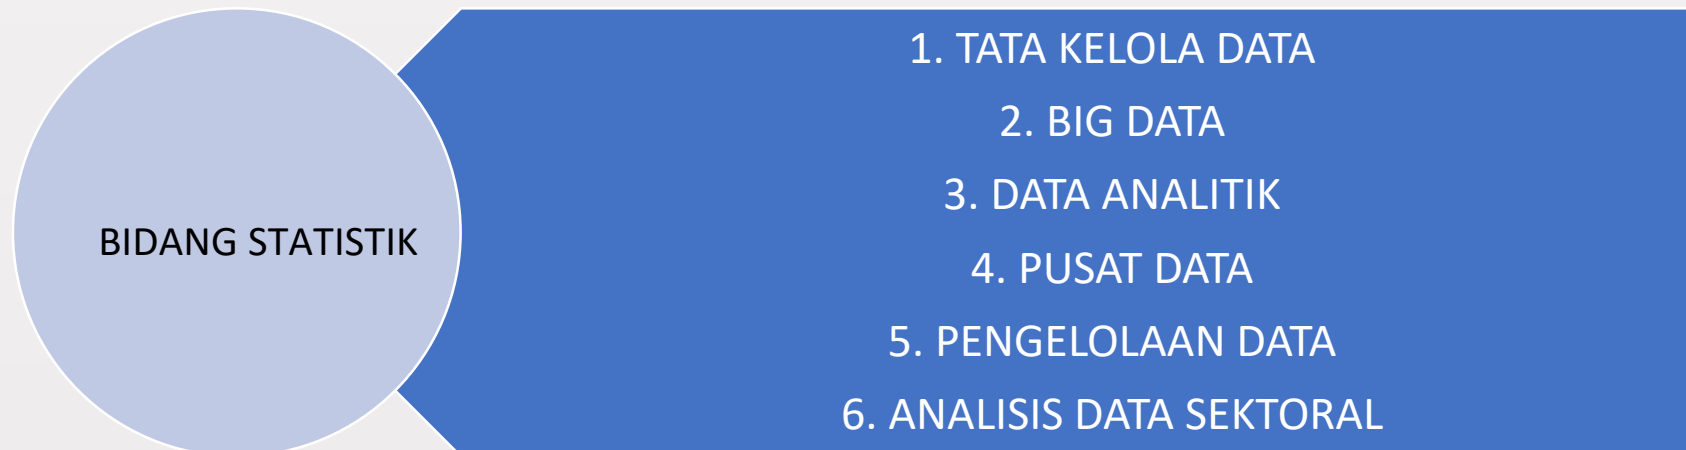 BIDANG STATISTIK
1. TATA KELOLA DATA
2. BIG DATA
3. DATA ANALITIK
4. PUSAT DATA
5. PENGELOLAAN DATA
6. ANALISIS DATA SEKTORAL